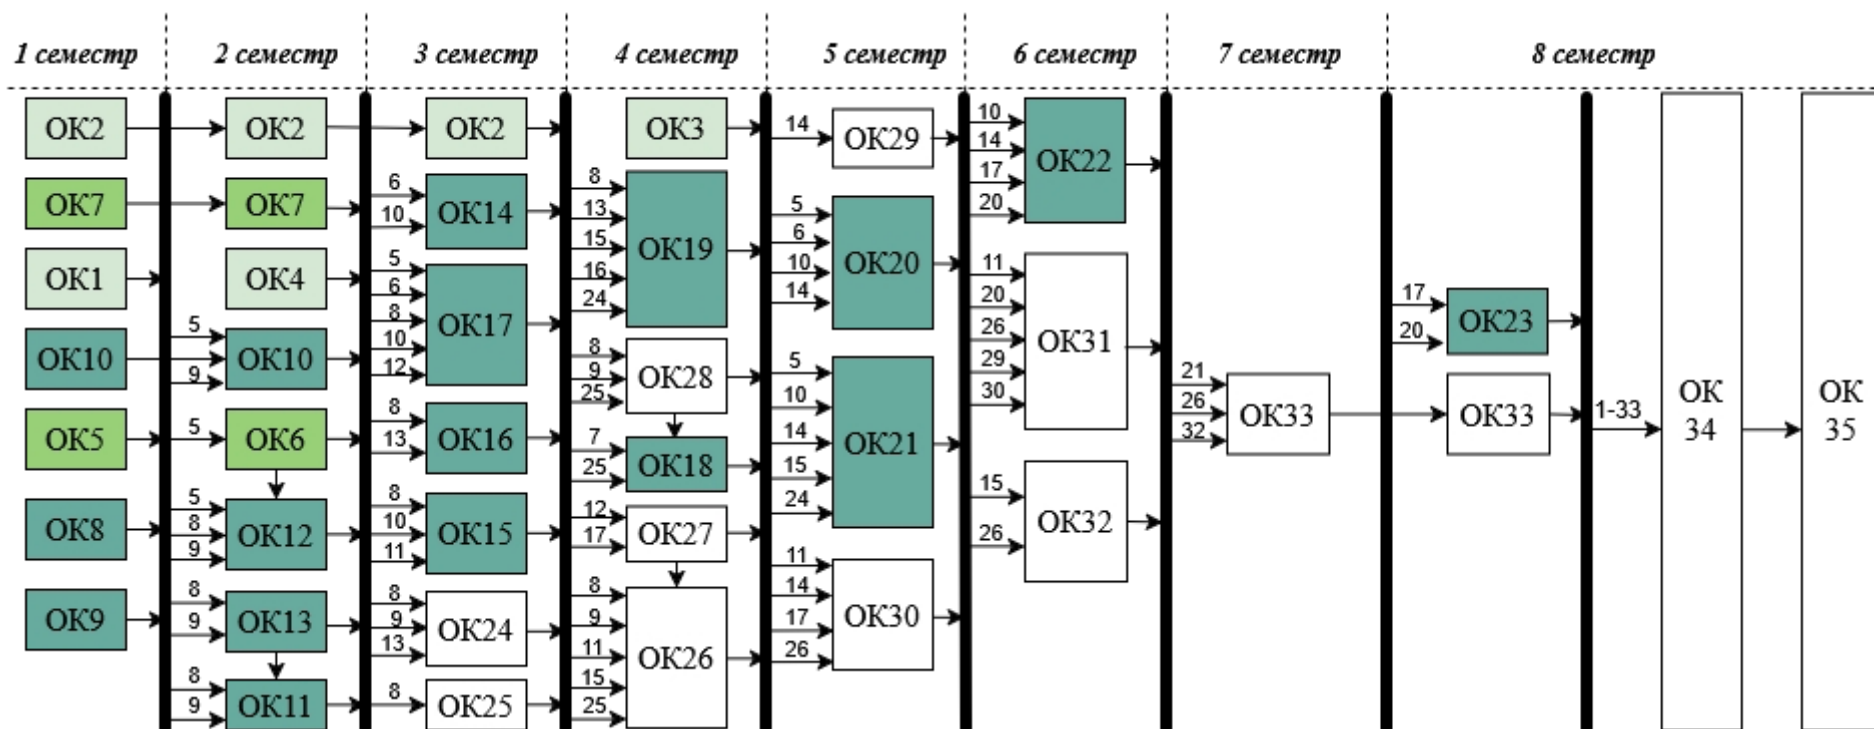 1 семестр
2 семестр
3 семестр
4 семестр
5 семестр
6 семестр
7 семестр
8 семестр
ОК2
ОК7
ОК1
ОК10
ОК5
ОК8
ОК9
ОК2
ОК7
ОК4
5
9
ОК10
5
ОК6
5
8
9
ОК12
8
9
ОК13
8
9
ОК11
ОК2
6
10
ОК14
5
6
8
10
12
ОК17
8
13
ОК16
8
10
11
ОК15
8
9
13
ОК24
8
ОК25
ОК3
8
13
15
16
24
ОК19
8
9
25
ОК28
7
25
ОК18
12
17
ОК27
8
9
11
15
25
ОК26
14
ОК29
5
6
10
14
ОК20
5
10
14
15
24
ОК21
11
14
17
26
ОК30
10
14
17
20
ОК22
11
20
26
29
30
ОК31
15
26
ОК32
21
26
32
ОК33
17
20
ОК23
ОК33
1-33
ОК
34
ОК
35